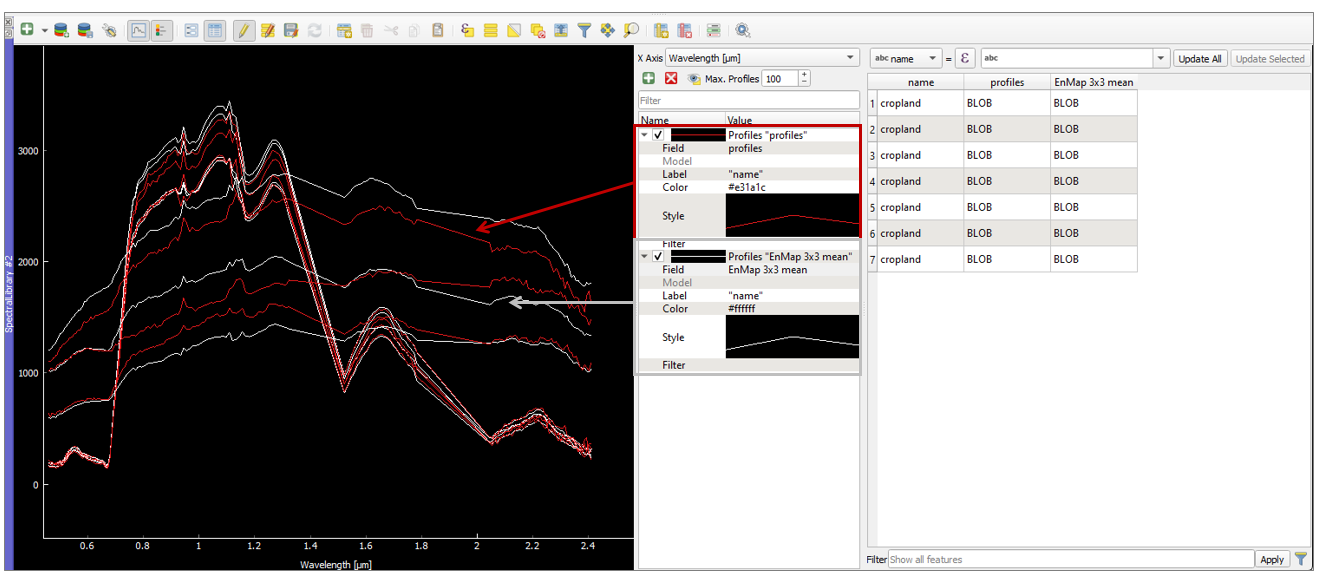 SpectralLibrary #2
3000
2000
1000
0
0.6 0.8 1 1.2 1.4 1.6 1.8 2 2.2 2.4
Wavelength [µm]
X Axis Wavelength [µm]
Max. Profiles 100
Filter
Name Value
Profiles "profiles"
Field profiles
Model
Label "name"
Color #e31a1c
Style
Filter
Profiles "EnMap 3x3 mean"
Field EnMap 3x3 mean
Model
Label "name"
Color #ffffff
Style
Filter
abc name = ε abc Update All Update Selected
name profiles EnMap 3x3 mean
1 cropland BLOB BLOB
2 cropland BLOB BLOB
3 cropland BLOB BLOB
4 cropland BLOB BLOB
5 cropland BLOB BLOB
6 cropland BLOB BLOB
7 cropland BLOB BLOB
Filter Show all features Apply